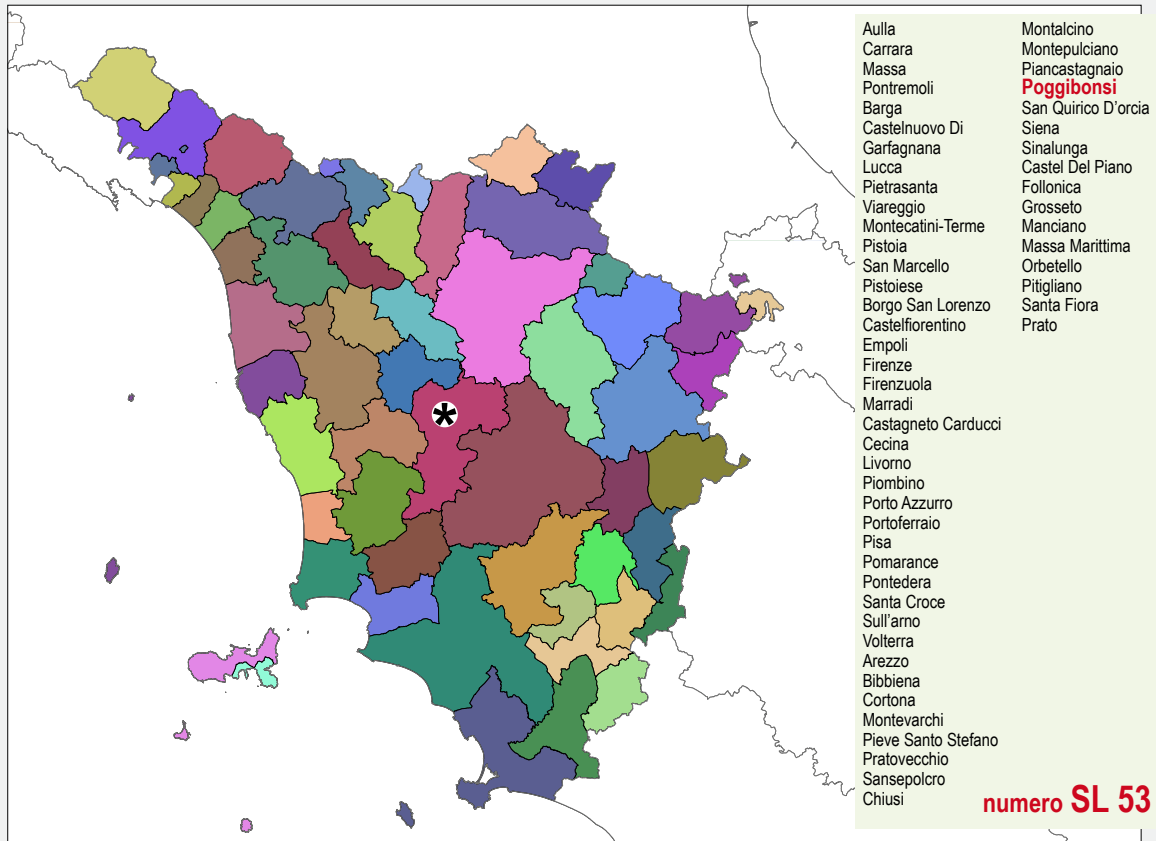 *
Aulla
Carrara
Massa
Pontremoli
Barga
Castelnuovo Di
Garfagnana
Lucca
Pietrasanta
Viareggio
Montecatini-Terme
Pistoia
San Marcello
Pistoiese
Borgo San Lorenzo
Castelfiorentino
Empoli
Firenze
Firenzuola
Marradi
Castagneto Carducci
Cecina
Livorno
Piombino
Porto Azzurro
Portoferraio
Pisa
Pomarance
Pontedera
Santa Croce
Sull'arno
Volterra
Arezzo
Bibbiena
Cortona
Montevarchi
Pieve Santo Stefano
Pratovecchio
Sansepolcro
Chiusi
Montalcino
Montepulciano
Piancastagnaio
Poggibonsi
San Quirico D'orcia
Siena
Sinalunga
Castel Del Piano
Follonica
Grosseto
Manciano
Massa Marittima
Orbetello
Pitigliano
Santa Fiora
Prato
numero SL 53